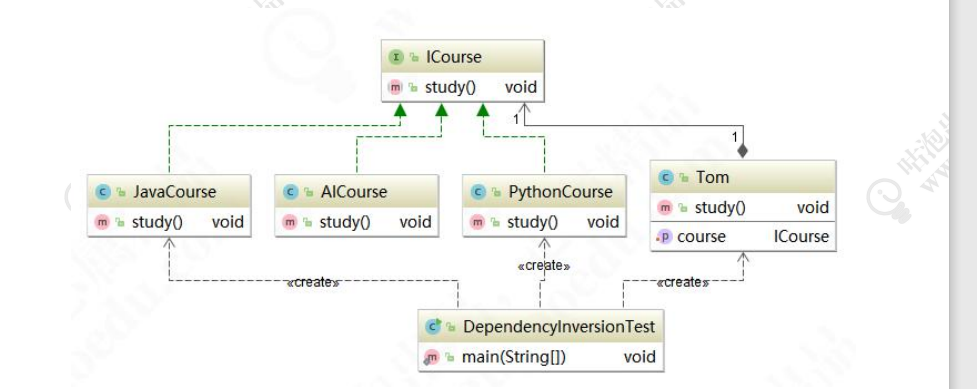 ICourse
study() void
1
1
JavaCourse
study() void
AICourse
study() void
PythonCourse
study() void
Tom
study() void
course ICourse
«create»
«create»
«create»
DependencyInversionTest
main(String[]) void